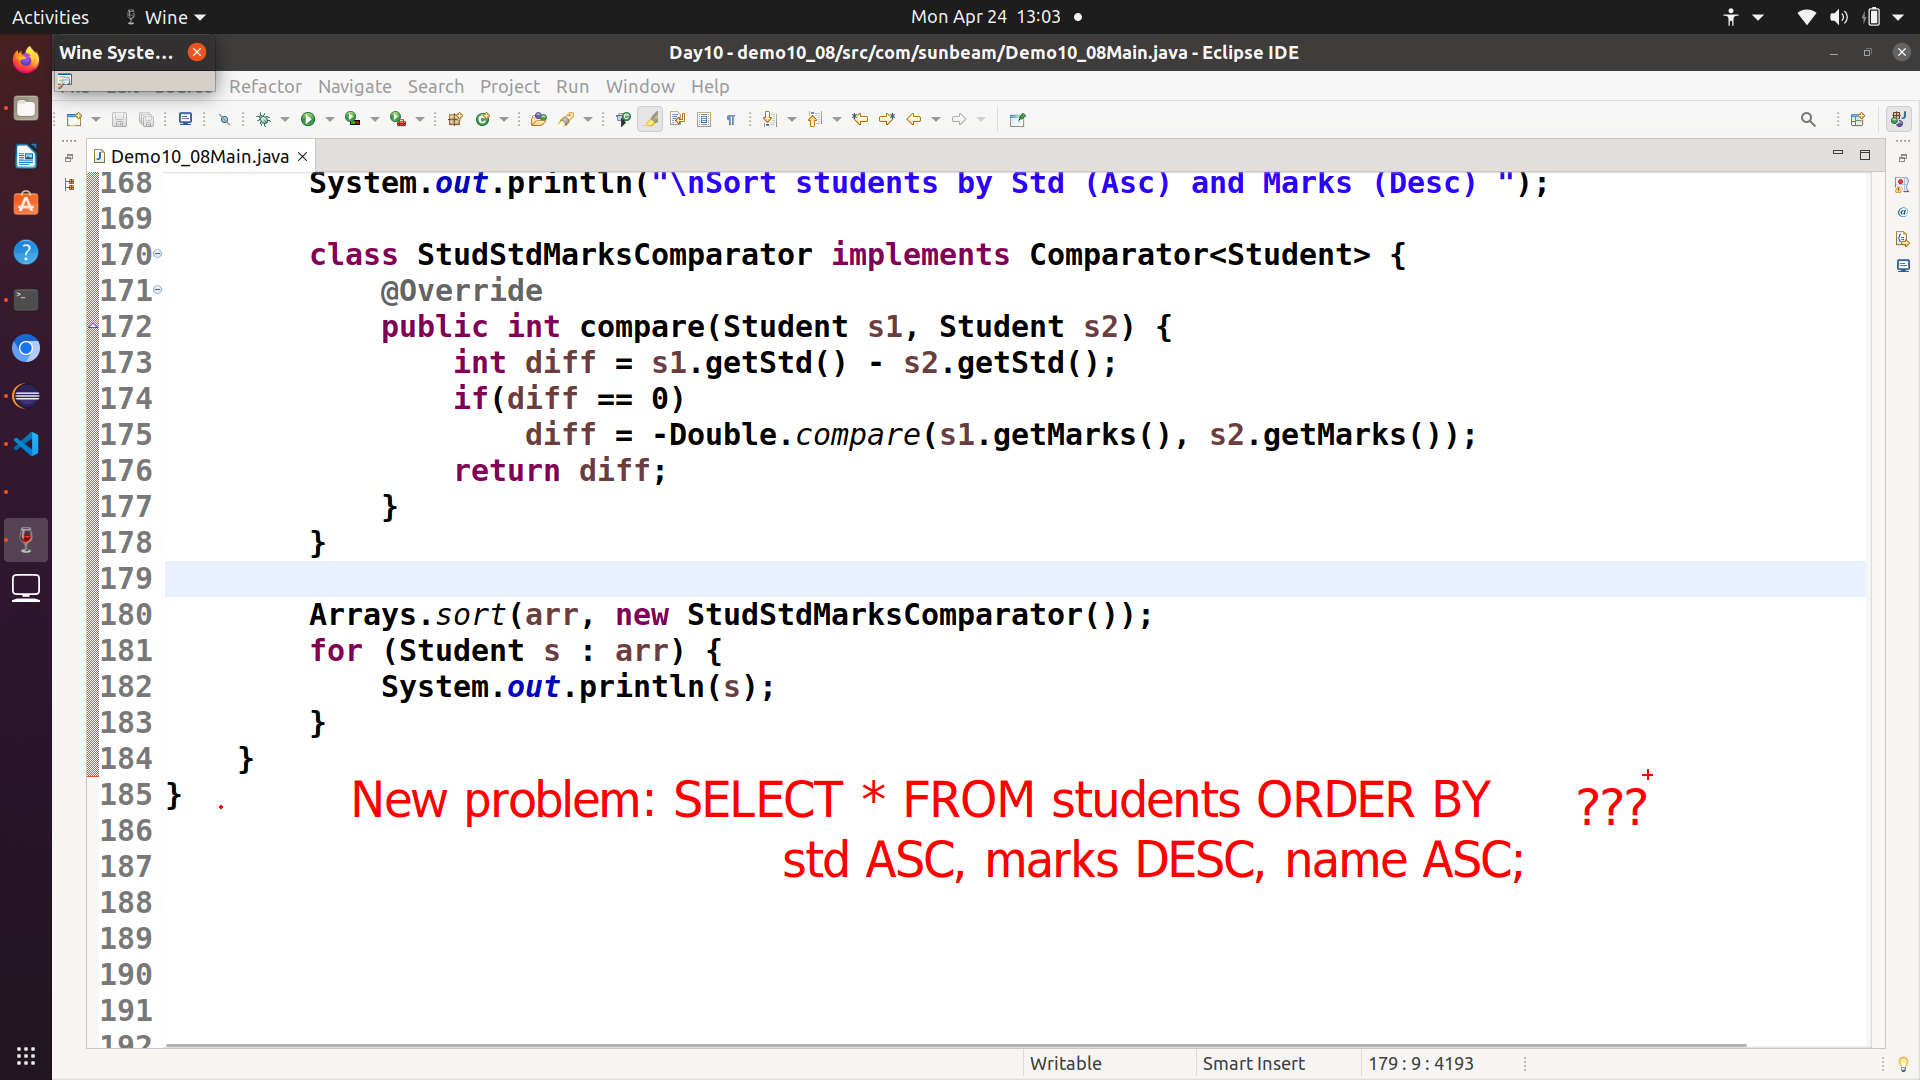 Activities Wine Mon Apr 24 13:03
Wine Syste... Day10 - demo10_08/src/com/sunbeam/Demo10_08Main.java - Eclipse IDE
Refactor Navigate Search Project Run Window Help
Demo10_08Main.java
168 System.out.println("\nSort students by Std (Asc) and Marks (Desc) ");
169
170 class StudStdMarksComparator implements Comparator<Student> {
171 @Override
172 public int compare(Student s1, Student s2) {
173 int diff = s1.getStd() - s2.getStd();
174 if(diff == 0)
175 diff = -Double.compare(s1.getMarks(), s2.getMarks());
176 return diff;
177 }
178 }
179
180 Arrays.sort(arr, new StudStdMarksComparator());
181 for (Student s : arr) {
182 System.out.println(s);
183 }
184 }
185 } New problem: SELECT * FROM students ORDER BY ???
186
187 std ASC, marks DESC, name ASC;
188
189
190
191
192
Writable Smart Insert 179 : 9 : 4193